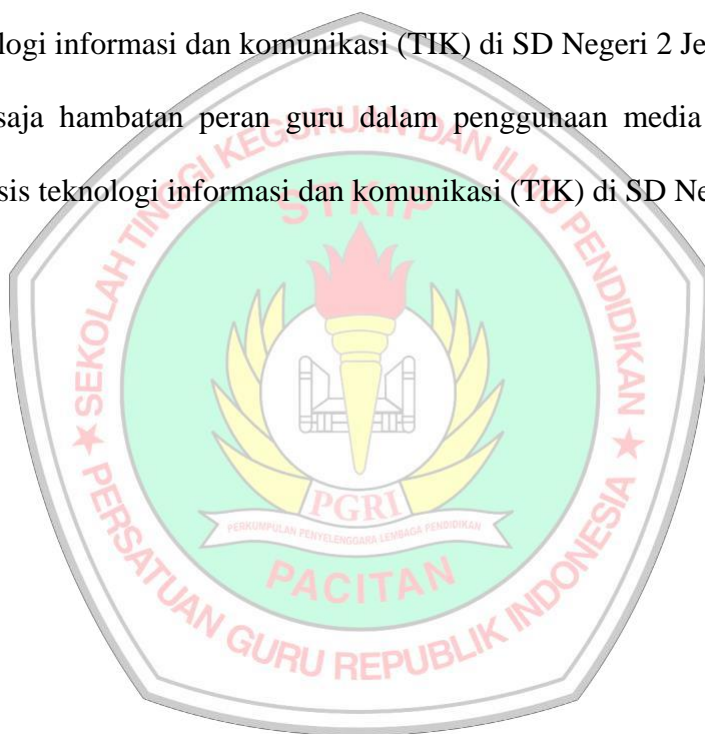 logi informasi dan komunikasi (TIK) di SD Negeri 2 Je
saja hambatan peran guru dalam penggunaan media
sis teknologi informasi dan komunikasi (TIK) di SD Ne
SEKOLAH TINGGI KEGURUAN DAN ILMU PENDIDIKAN
STKIP
PGRI
PERKUMPULAN PENYELENGGARA LEMBAGA PENDIDIKAN
PACITAN
PERSATUAN GURU REPUBLIK INDONESIA